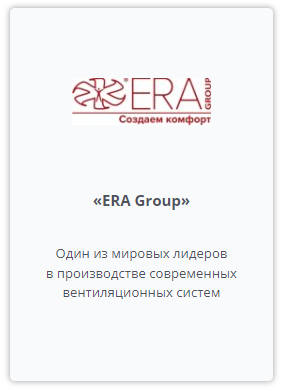 ERA
GROUP
Создаем комфорт
«ERA Group»
Один из мировых лидеров
в производстве современных
вентиляционных систем